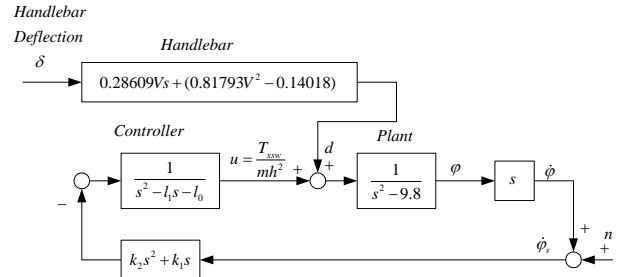 Handlebar
Deflection
δ
Handlebar
0.28609Vs + (0.81793V² − 0.14018)
Controller
u = T_xsw / mh²
d
Plant
+
+
1 / (s² − l₁s − l₀)
1 / (s² − 9.8)
φ
s
φ̇
−
+
n
+
φ̇ₛ
k₂s² + k₁s